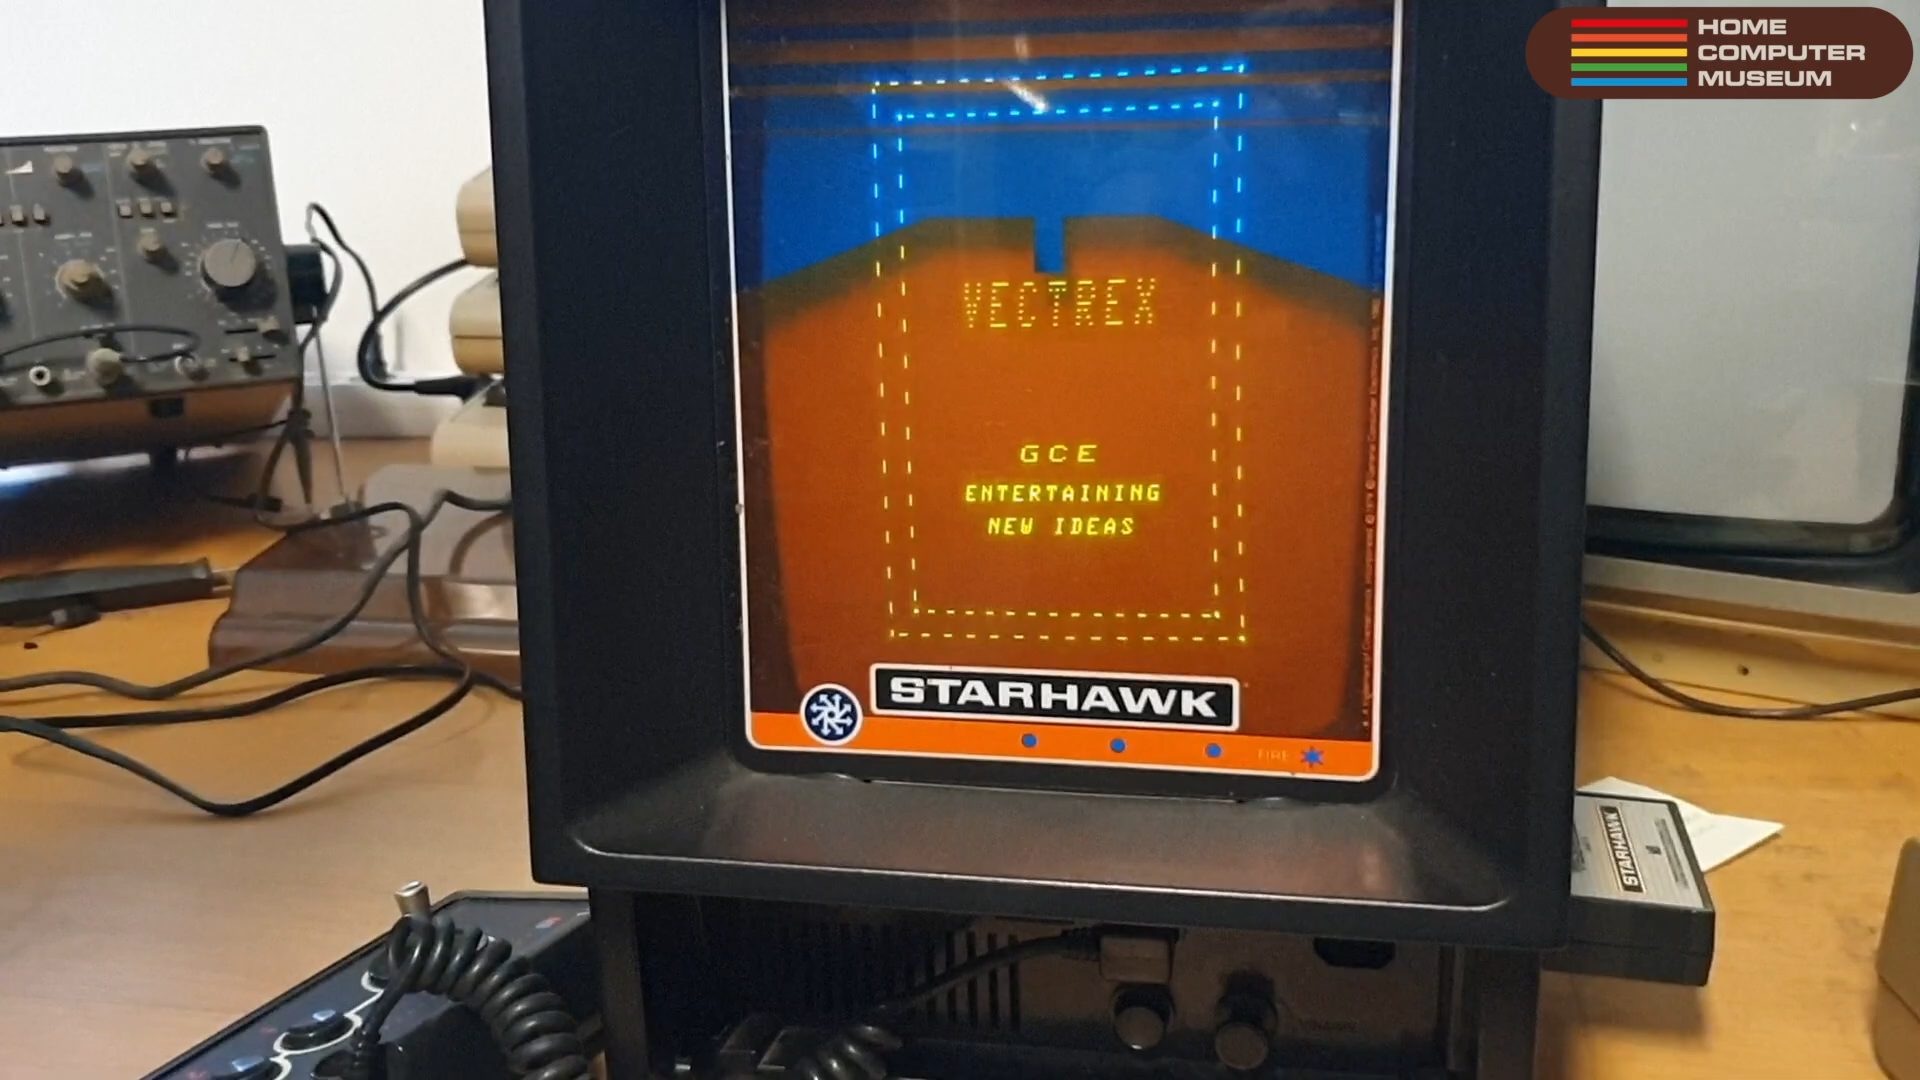 HOME
COMPUTER
MUSEUM
VECTREX
GCE
ENTERTAINING
NEW IDEAS
STARHAWK
FIRE
STARHAWK